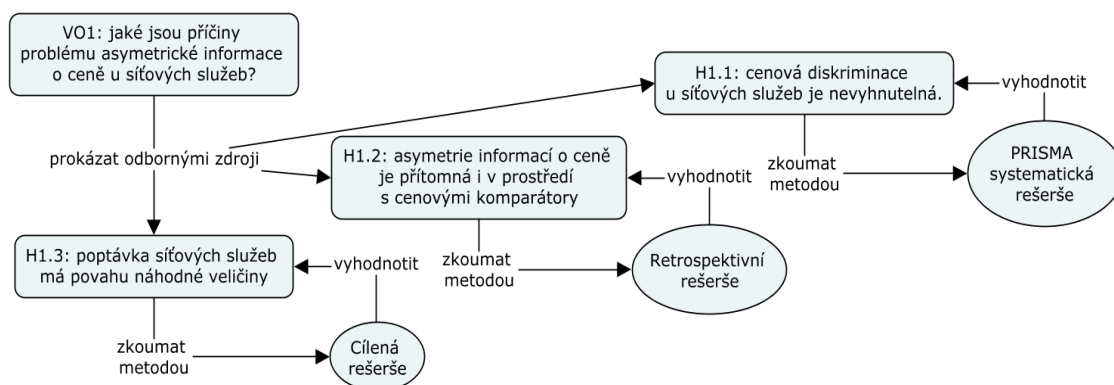 VO1: jaké jsou příčiny
problému asymetrické informace
o ceně u síťových služeb?
prokázat odbornými zdroji
H1.1: cenová diskriminace
u síťových služeb je nevyhnutelná.
vyhodnotit
zkoumat
metodou
PRISMA
systematická
rešerše
H1.2: asymetrie informací o ceně
je přítomná i v prostředí
s cenovými komparátory
vyhodnotit
zkoumat
metodou
Retrospektivní
rešerše
H1.3: poptávka síťových služeb
má povahu náhodné veličiny
vyhodnotit
zkoumat
metodou
Cílená
rešerše